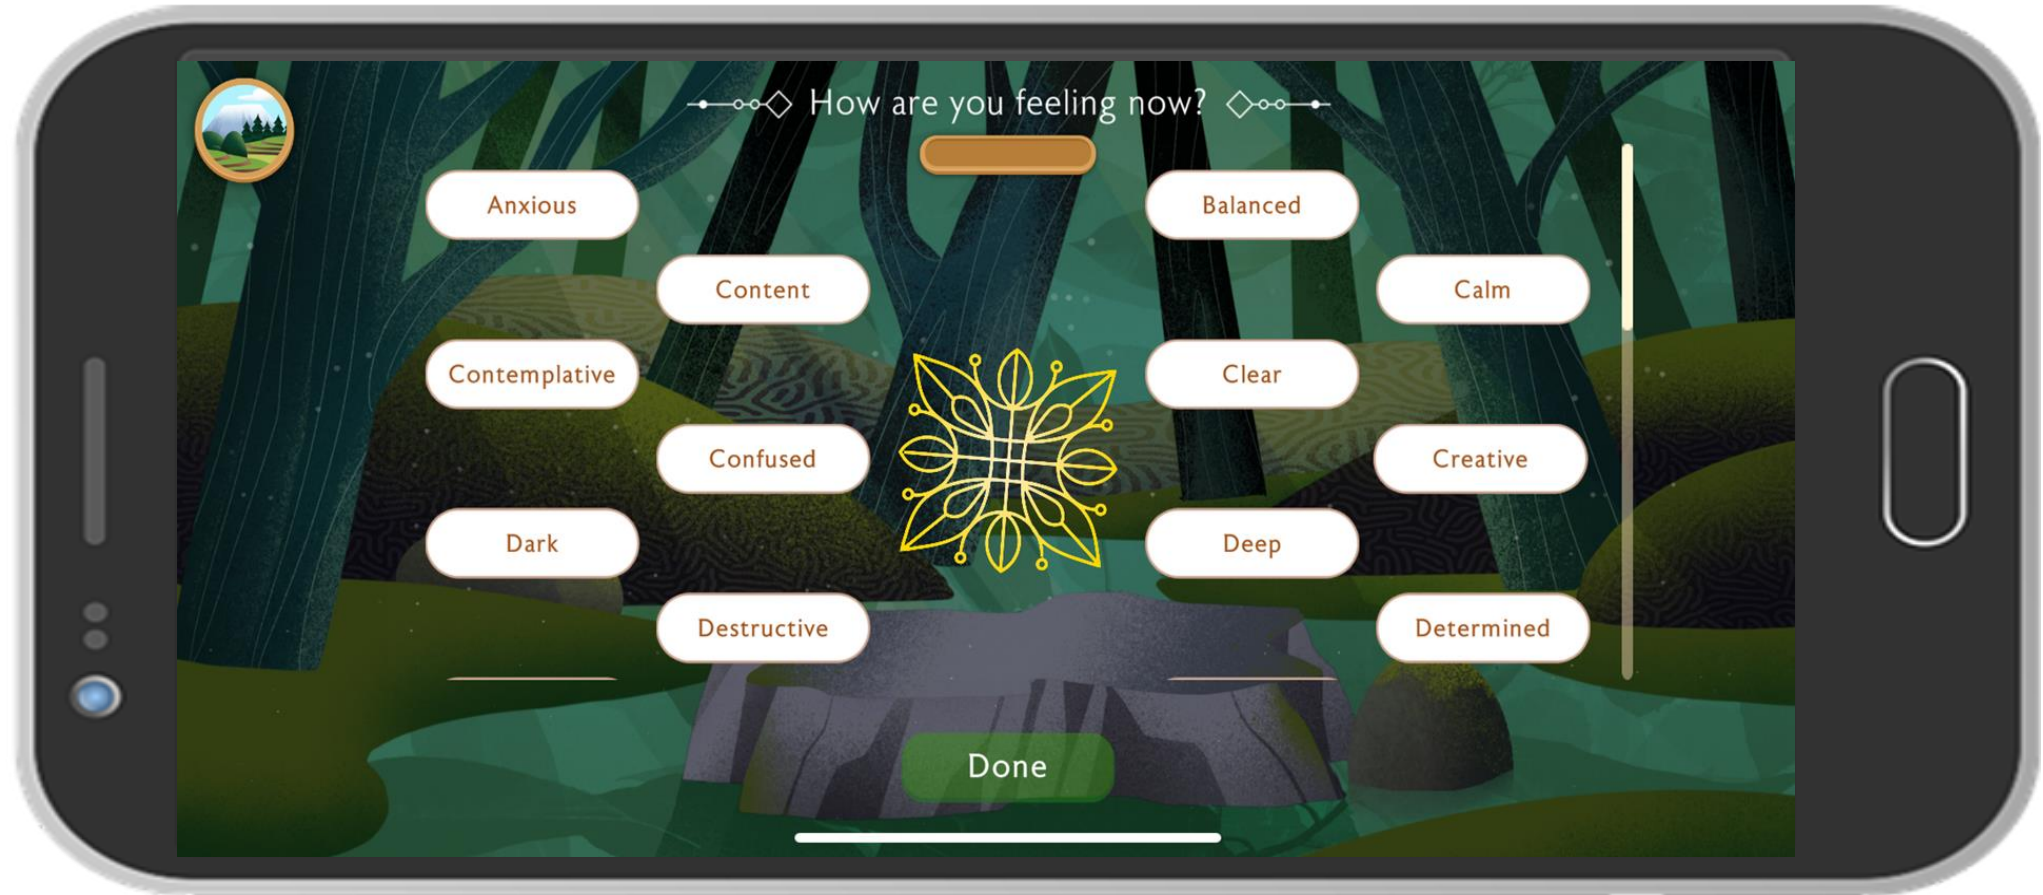 How are you feeling now?
Anxious
Balanced
Content
Calm
Contemplative
Clear
Confused
Creative
Dark
Deep
Destructive
Determined
Done